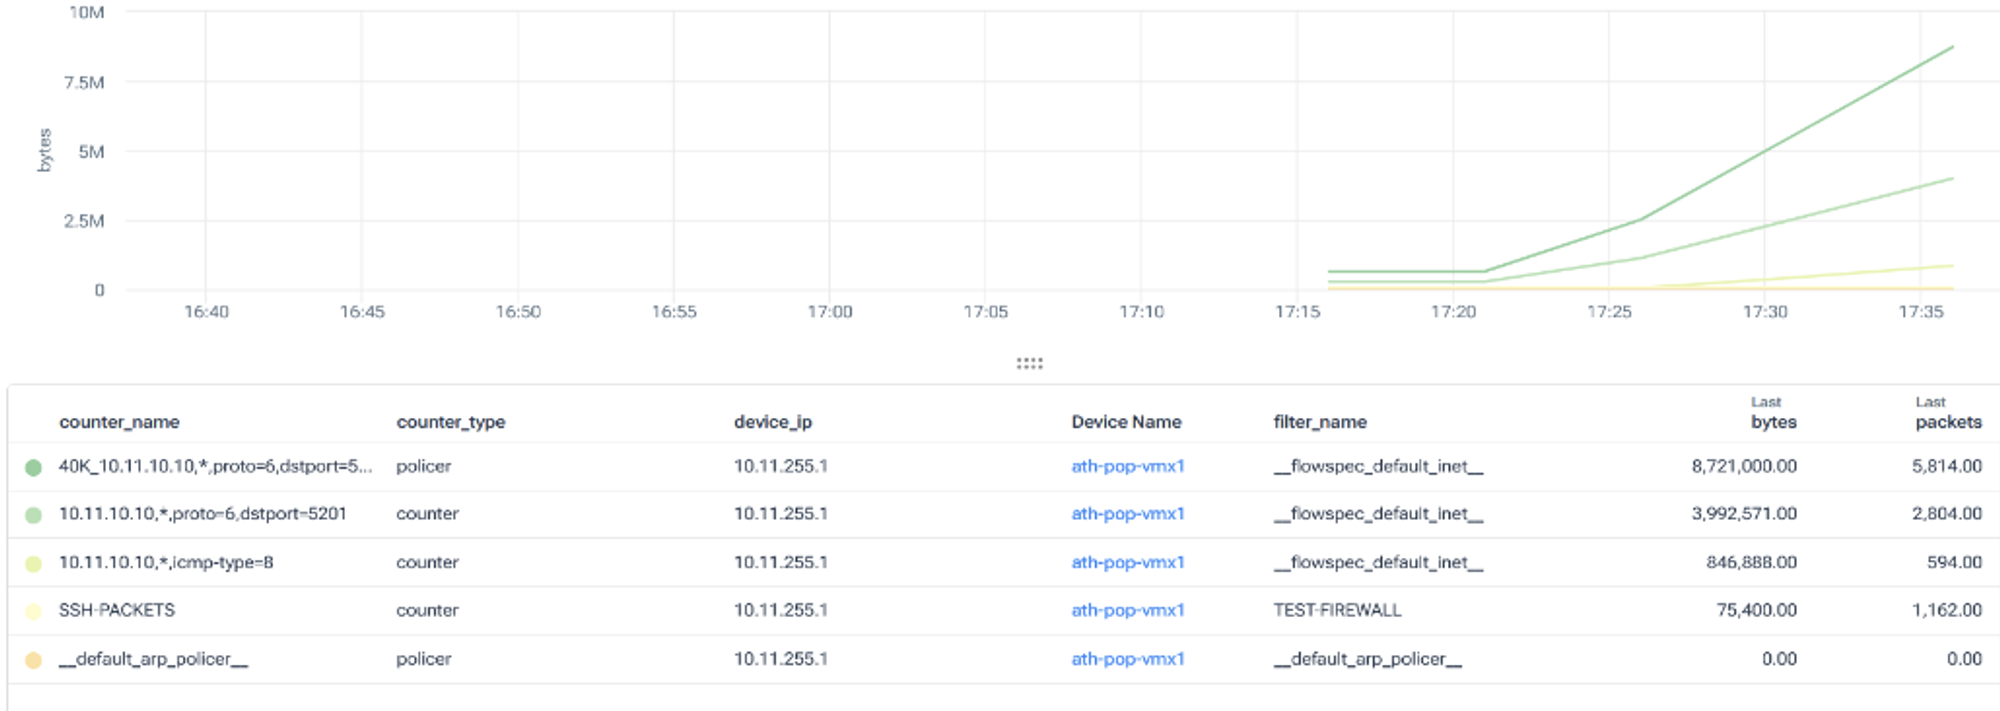 10M
7.5M
5M
2.5M
0
bytes
16:40 16:45 16:50 16:55 17:00 17:05 17:10 17:15 17:20 17:25 17:30 17:35
Last Last
counter_name counter_type device_ip Device Name filter_name bytes packets
40K_10.11.10.10,*,proto=6,dstport=5... policer 10.11.255.1 ath-pop-vmx1 __flowspec_default_inet__ 8,721,000.00 5,814.00
10.11.10.10,*,proto=6,dstport=5201 counter 10.11.255.1 ath-pop-vmx1 __flowspec_default_inet__ 3,992,571.00 2,804.00
10.11.10.10,*,icmp-type=8 counter 10.11.255.1 ath-pop-vmx1 __flowspec_default_inet__ 846,888.00 594.00
SSH-PACKETS counter 10.11.255.1 ath-pop-vmx1 TEST-FIREWALL 75,400.00 1,162.00
__default_arp_policer__ policer 10.11.255.1 ath-pop-vmx1 __default_arp_policer__ 0.00 0.00